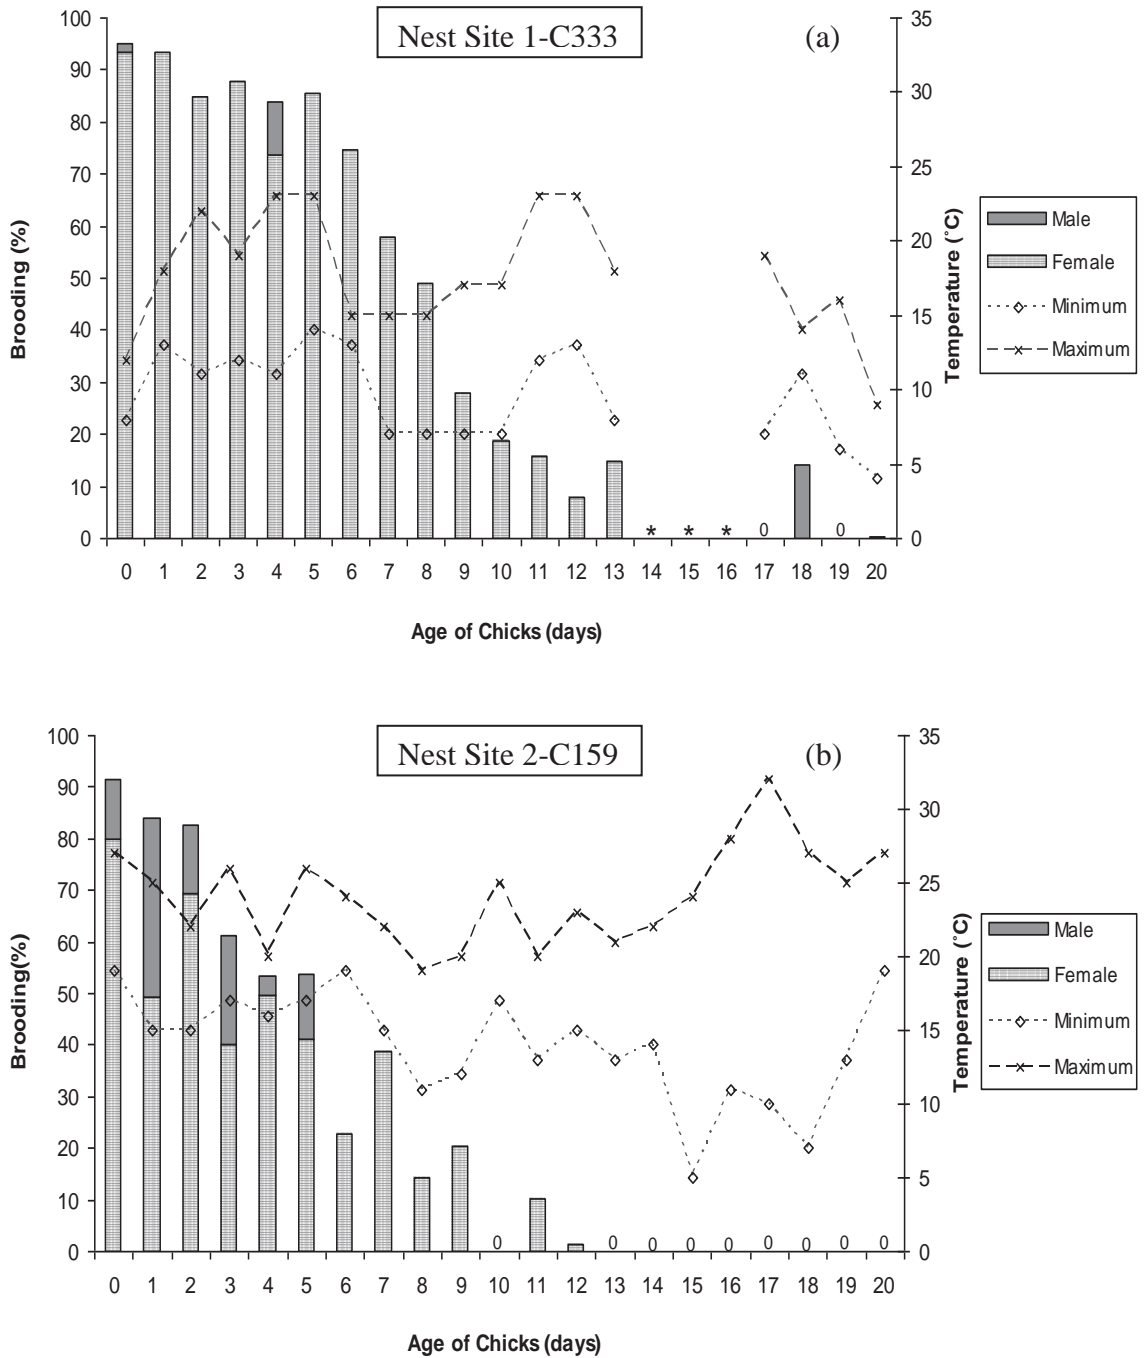 Nest Site 1-C333
(a)
100
90
80
70
60
50
40
30
20
10
0
Brooding (%)
35
30
25
20
15
10
5
0
Temperature (˚C)
Male
Female
Minimum
Maximum
* * * 0 0
0 1 2 3 4 5 6 7 8 9 10 11 12 13 14 15 16 17 18 19 20
Age of Chicks (days)
Nest Site 2-C159
(b)
100
90
80
70
60
50
40
30
20
10
0
Brooding(%)
35
30
25
20
15
10
5
0
Temperature (˚C)
Male
Female
Minimum
Maximum
0 0 0 0 0 0 0 0 0
0 1 2 3 4 5 6 7 8 9 10 11 12 13 14 15 16 17 18 19 20
Age of Chicks (days)